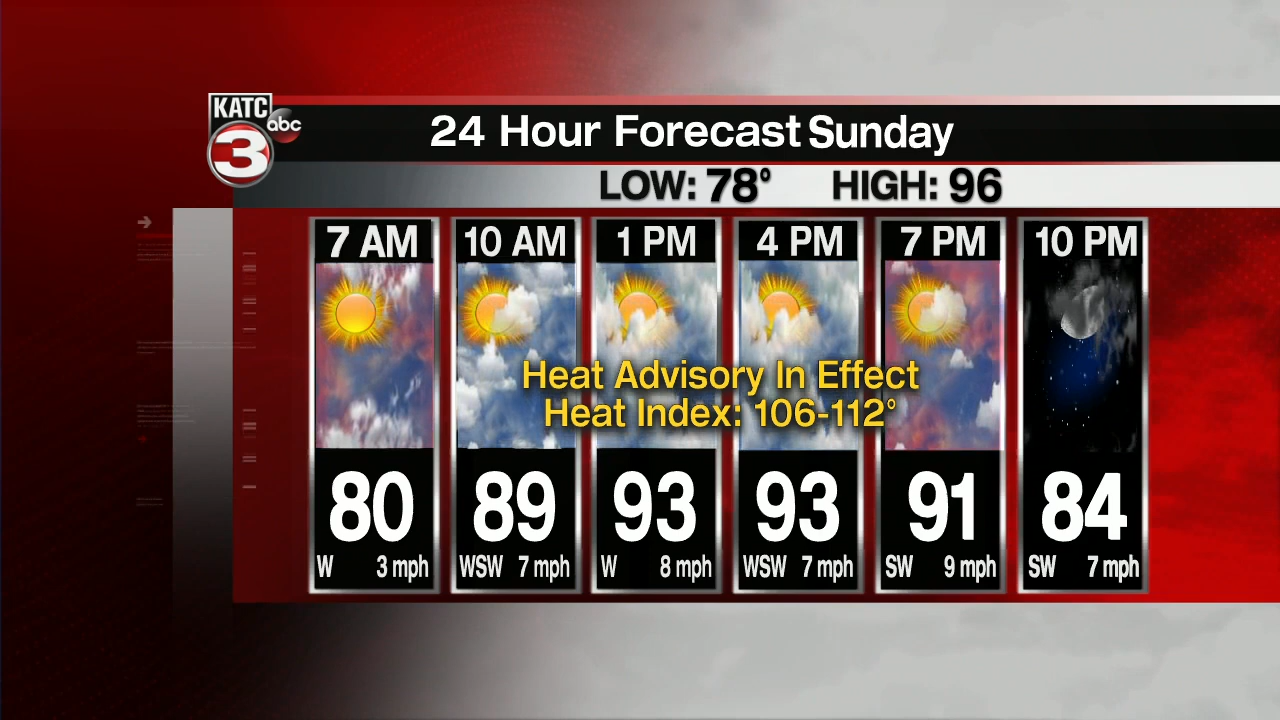 KATC
abc
3
24 Hour Forecast Sunday
LOW: 78° HIGH: 96
7 AM 10 AM 1 PM 4 PM 7 PM 10 PM
Heat Advisory In Effect
Heat Index: 106-112°
80 89 93 93 91 84
W 3 mph WSW 7 mph W 8 mph WSW 7 mph SW 9 mph SW 7 mph